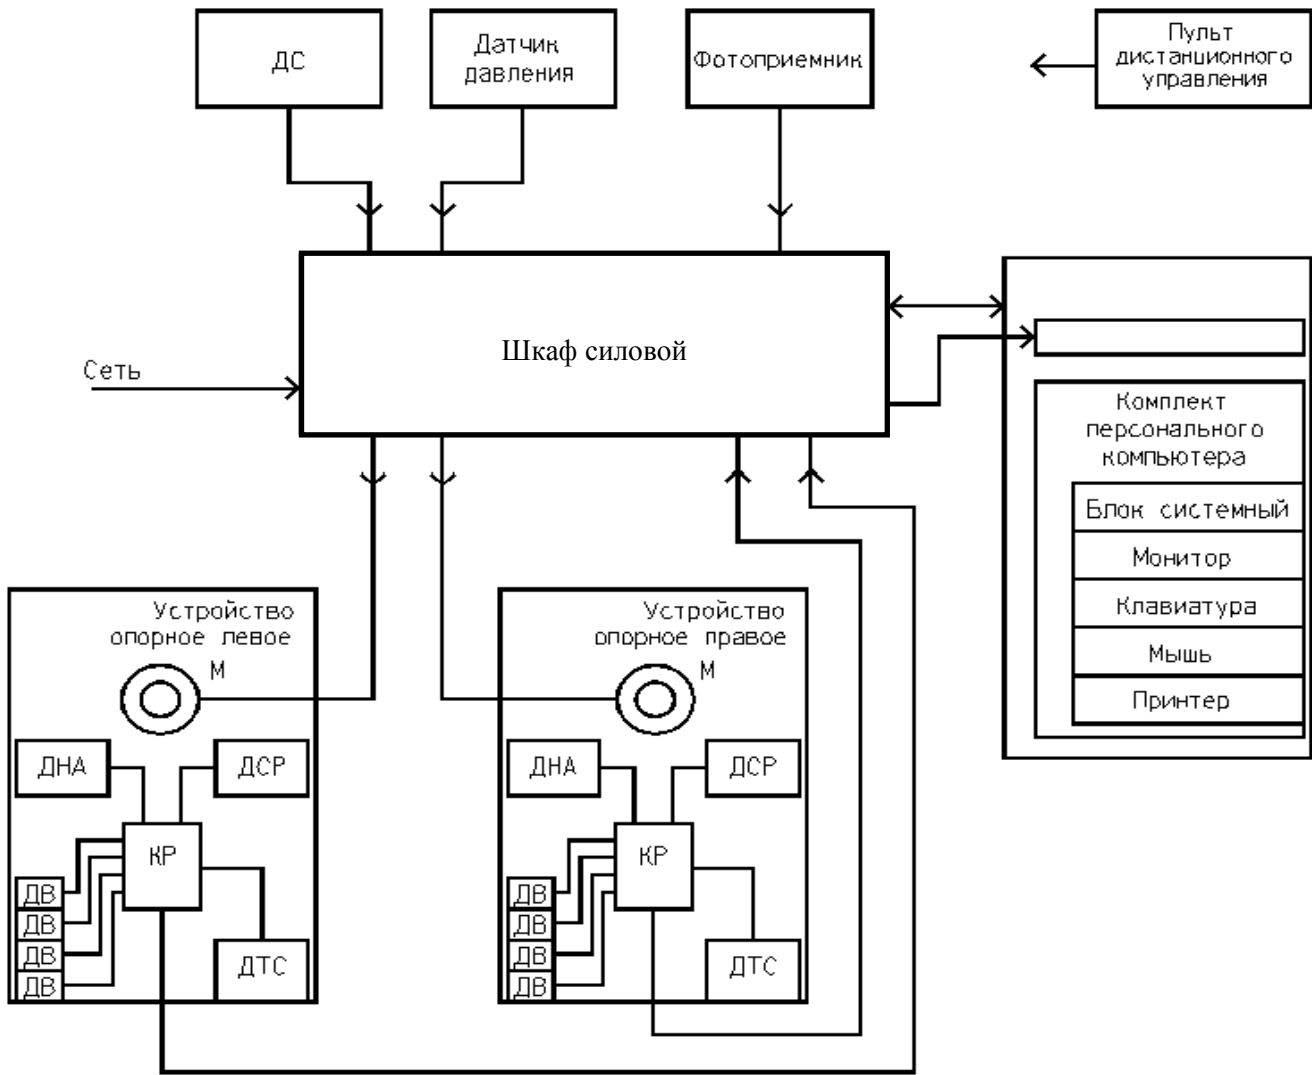 ДС
Датчик
давления
Фотоприемник
Пульт
дистанционного
управления
Шкаф силовой
Сеть
Комплект
персонального
компьютера
Блок системный
Монитор
Клавиатура
Мышь
Принтер
Устройство
опорное левое
М
ДНА
ДСР
КР
ДВ
ДВ
ДВ
ДВ
ДТС
Устройство
опорное правое
М
ДНА
ДСР
КР
ДВ
ДВ
ДВ
ДВ
ДТС